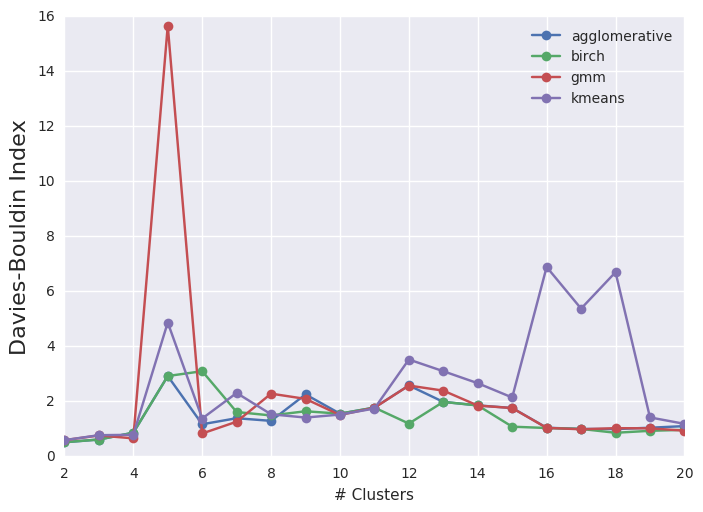 16
14
12
10
8
6
4
2
0
Davies-Bouldin Index
agglomerative
birch
gmm
kmeans
2 4 6 8 10 12 14 16 18 20
# Clusters